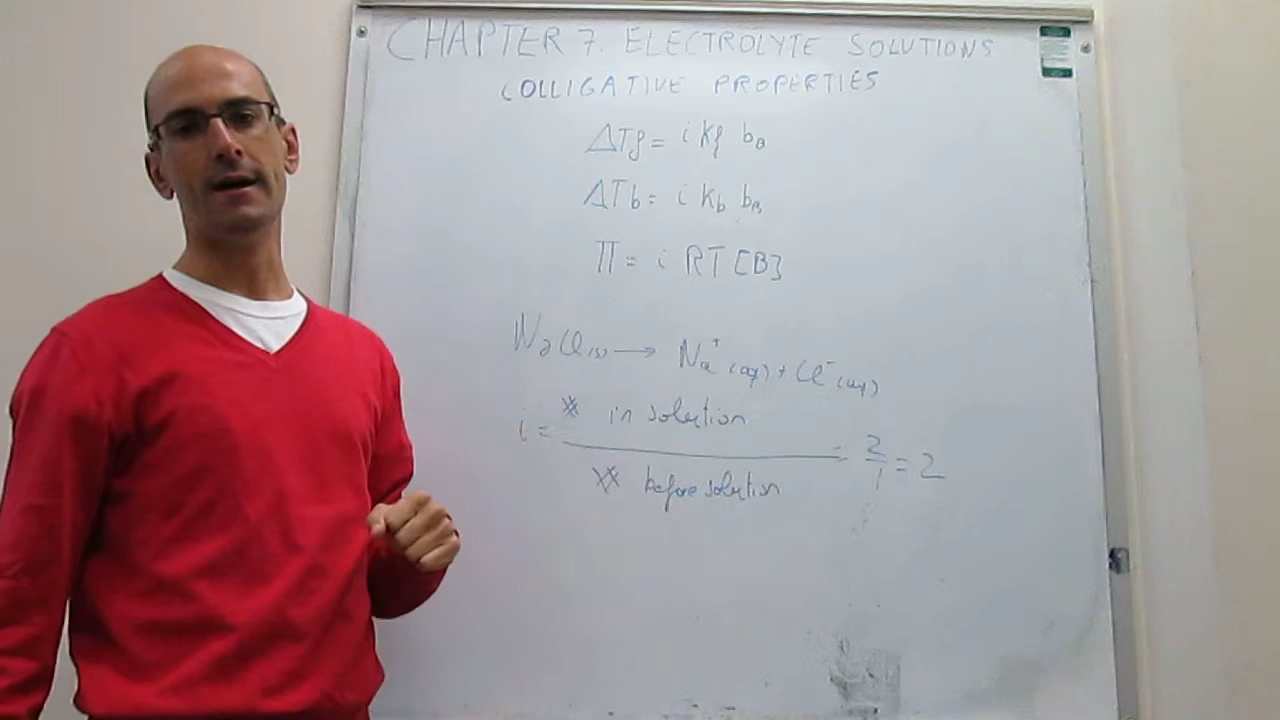 CHAPTER 7. ELECTROLYTE SOLUTIONS
COLLIGATIVE PROPERTIES
ΔTf = i Kf bB
ΔTb = i Kb bB
Π = i RT [B]
NaCl(s) → Na⁺(aq) + Cl⁻(aq)
i = # in solution / # before solution = 2/1 = 2